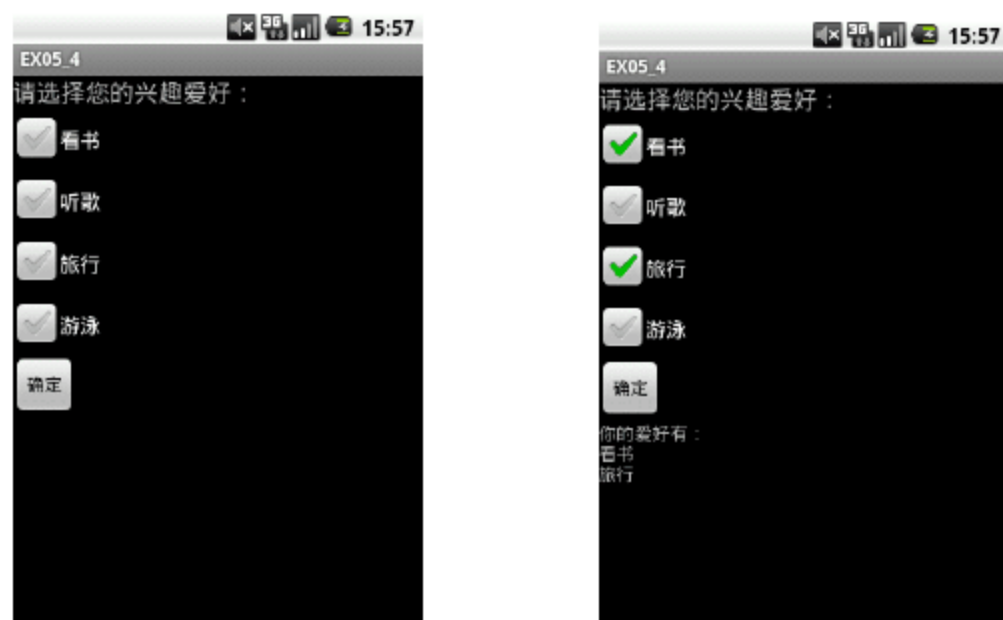 15:57
EX05_4
请选择您的兴趣爱好：
看书
听歌
旅行
游泳
确定
3G 15:57
EX05_4
请选择您的兴趣爱好：
看书
听歌
旅行
游泳
确定
你的爱好有：
看书
旅行